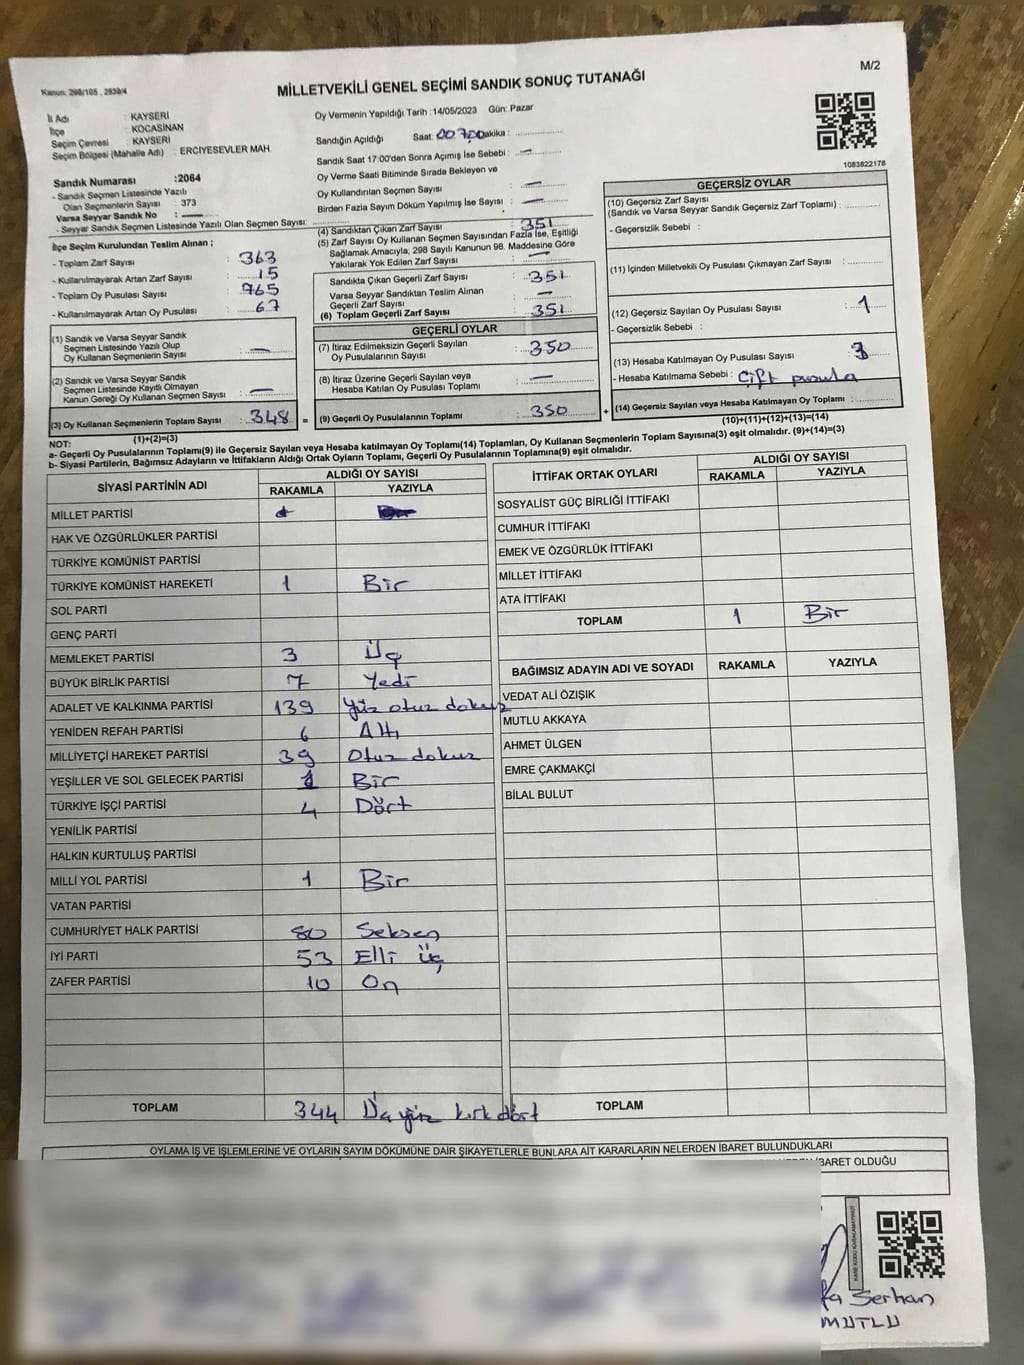 Kanun: 298/105 , 2839/4
MİLLETVEKİLİ GENEL SEÇİMİ SANDIK SONUÇ TUTANAĞI
M/2
İl Adı : KAYSERİ
İlçe : KOCASİNAN
Seçim Çevresi : KAYSERİ
Seçim Bölgesi (Mahalle Adı) : ERCIYESEVLER MAH.
Sandık Numarası :2064
- Sandık Seçmen Listesinde Yazılı
Olan Seçmenlerin Sayısı : 373
Varsa Seyyar Sandık No : —
- Seyyar Sandık Seçmen Listesinde Yazılı Olan Seçmen Sayısı:
İlçe Seçim Kurulundan Teslim Alınan ;
- Toplam Zarf Sayısı : 363
- Kullanılmayarak Artan Zarf Sayısı : 15
- Toplam Oy Pusulası Sayısı : 965
- Kullanılmayarak Artan Oy Pusulası : 67
(1) Sandık ve Varsa Seyyar Sandık
Seçmen Listesinde Yazılı Olup
Oy Kullanan Seçmenlerin Sayısı : —
(2) Sandık ve Varsa Seyyar Sandık
Seçmen Listesinde Kayıtlı Olmayan
Kanun Gereği Oy Kullanan Seçmen Sayısı : —
(3) Oy Kullanan Seçmenlerin Toplam Sayısı : 348
(1)+(2)=(3)
Oy Vermenin Yapıldığı Tarih :14/05/2023 Gün: Pazar
Sandığın Açıldığı Saat: Dakika :
Sandık Saat 17:00'den Sonra Açımış İse Sebebi : —
Oy Verme Saati Bitiminde Sırada Bekleyen ve
Oy Kullandırılan Seçmen Sayısı : —
Birden Fazla Sayım Döküm Yapılmış İse Sayısı : —
(4) Sandıktan Çıkan Zarf Sayısı : 351
(5) Zarf Sayısı Oy Kullanan Seçmen Sayısından Fazla İse, Eşitliği
Sağlamak Amacıyla, 298 Sayılı Kanunun 98. Maddesine Göre
Yakılarak Yok Edilen Zarf Sayısı : —
Sandıkta Çıkan Geçerli Zarf Sayısı : 351
Varsa Seyyar Sandıktan Teslim Alınan
Geçerli Zarf Sayısı : —
(6) Toplam Geçerli Zarf Sayısı : 351
GEÇERLİ OYLAR
(7) İtiraz Edilmeksizin Geçerli Sayılan
Oy Pusulalarının Sayısı : 350
(8) İtiraz Üzerine Geçerli Sayılan veya
Hesaba Katılan Oy Pusulası Toplamı : —
= (9) Geçerli Oy Pusulalarının Toplamı : 350 +
1083822178
GEÇERSİZ OYLAR
(10) Geçersiz Zarf Sayısı
(Sandık ve Varsa Seyyar Sandık Geçersiz Zarf Toplamı) :
- Geçersizlik Sebebi :
(11) İçinden Milletvekili Oy Pusulası Çıkmayan Zarf Sayısı :
(12) Geçersiz Sayılan Oy Pusulası Sayısı : 1
- Geçersizlik Sebebi :
(13) Hesaba Katılmayan Oy Pusulası Sayısı : 3
- Hesaba Katılmama Sebebi : Çift pusula
(14) Geçersiz Sayılan veya Hesaba Katılmayan Oy Toplamı :
(10)+(11)+(12)+(13)=(14)
NOT:
a- Geçerli Oy Pusulalarının Toplamı(9) ile Geçersiz Sayılan veya Hesaba katılmayan Oy Toplamı(14) Toplamları, Oy Kullanan Seçmenlerin Toplam Sayısına(3) eşit olmalıdır. (9)+(14)=(3)
b- Siyasi Partilerin, Bağımsız Adayların ve İttifakların Aldığı Ortak Oyların Toplamı, Geçerli Oy Pusulalarının Toplamına(9) eşit olmalıdır.
SİYASİ PARTİNİN ADI ALDIĞI OY SAYISI
RAKAMLA YAZIYLA
MİLLET PARTİSİ
HAK VE ÖZGÜRLÜKLER PARTİSİ
TÜRKİYE KOMÜNİST PARTİSİ
TÜRKİYE KOMÜNİST HAREKETİ 1 Bir
SOL PARTİ
GENÇ PARTİ
MEMLEKET PARTİSİ 3 Üç
BÜYÜK BİRLİK PARTİSİ 7 Yedi
ADALET VE KALKINMA PARTİSİ 139 Yüz otuz dokuz
YENİDEN REFAH PARTİSİ 6 Altı
MİLLİYETÇİ HAREKET PARTİSİ 39 Otuz dokuz
YEŞİLLER VE SOL GELECEK PARTİSİ 1 Bir
TÜRKİYE İŞÇİ PARTİSİ 4 Dört
YENİLİK PARTİSİ
HALKIN KURTULUŞ PARTİSİ
MİLLİ YOL PARTİSİ 1 Bir
VATAN PARTİSİ
CUMHURİYET HALK PARTİSİ 80 Seksen
İYİ PARTİ 53 Elli üç
ZAFER PARTİSİ 10 On
TOPLAM 344 Üç yüz kırk dört
İTTİFAK ORTAK OYLARI ALDIĞI OY SAYISI
RAKAMLA YAZIYLA
SOSYALİST GÜÇ BİRLİĞİ İTTİFAKI
CUMHUR İTTİFAKI
EMEK VE ÖZGÜRLÜK İTTİFAKI
MİLLET İTTİFAKI
ATA İTTİFAKI
TOPLAM 1 Bir
BAĞIMSIZ ADAYIN ADI VE SOYADI RAKAMLA YAZIYLA
VEDAT ALİ ÖZIŞIK
MUTLU AKKAYA
AHMET ÜLGEN
EMRE ÇAKMAKÇİ
BİLAL BULUT
TOPLAM
OYLAMA İŞ VE İŞLEMLERİNE VE OYLARIN SAYIM DÖKÜMÜNE DAİR ŞİKAYETLERLE BUNLARA AİT KARARLARIN NELERDEN İBARET BULUNDUKLARI
İBARET OLDUĞU
Serhan
MUTLU